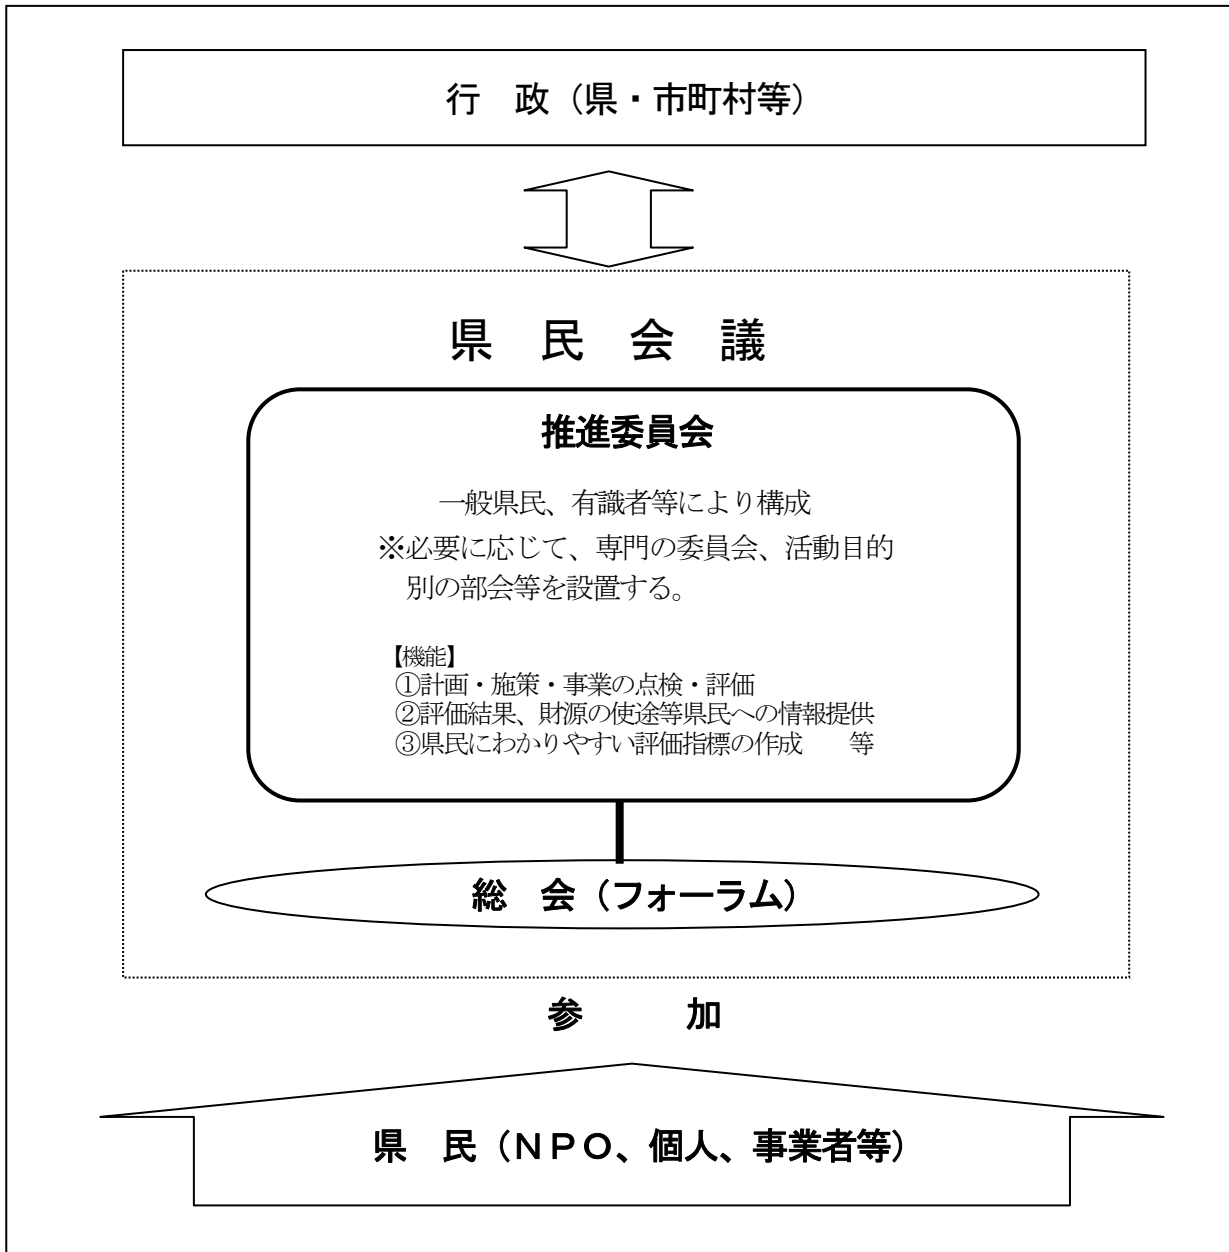 行　政（県・市町村等）
県　民　会　議
推進委員会
一般県民、有識者等により構成
※必要に応じて、専門の委員会、活動目的
別の部会等を設置する。
【機能】
①計画・施策・事業の点検・評価
②評価結果、財源の使途等県民への情報提供
③県民にわかりやすい評価指標の作成　　等
総　会（フォーラム）
参　　　加
県　民（ＮＰＯ、個人、事業者等）